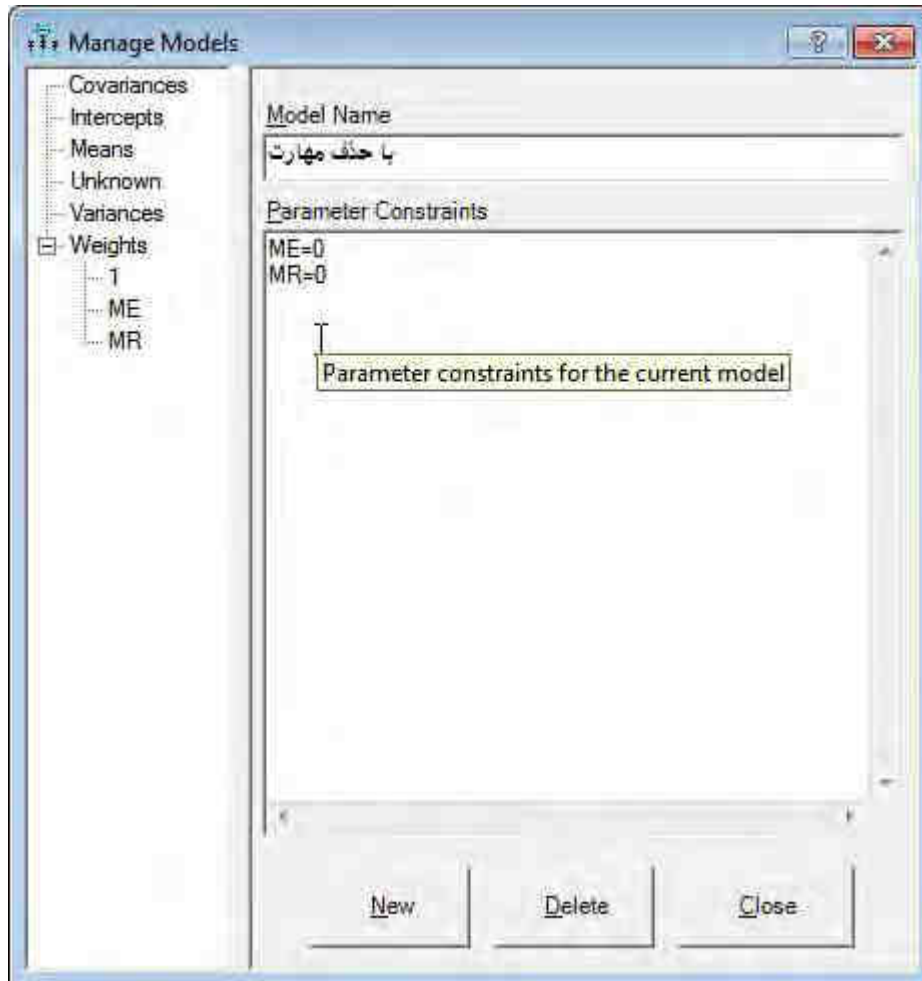 Manage Models
Covariances
Intercepts
Means
Unknown
Variances
Weights
1
ME
MR
Model Name
با حذف مهارت
Parameter Constraints
ME=0
MR=0
Parameter constraints for the current model
New
Delete
Close